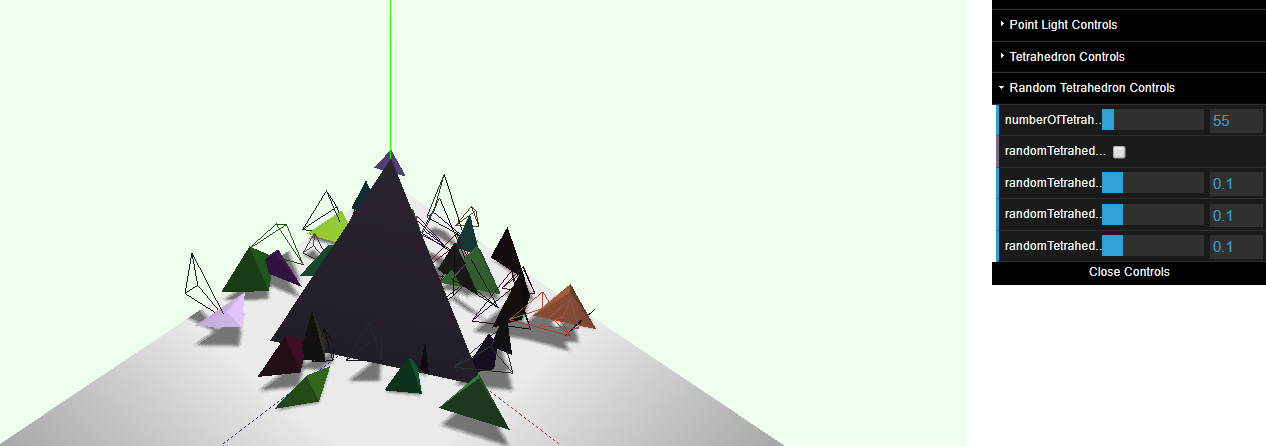 Point Light Controls
Tetrahedron Controls
Random Tetrahedron Controls
numberOfTetrah.. 55
randomTetrahed...
randomTetrahed.. 0.1
randomTetrahed.. 0.1
randomTetrahed.. 0.1
Close Controls